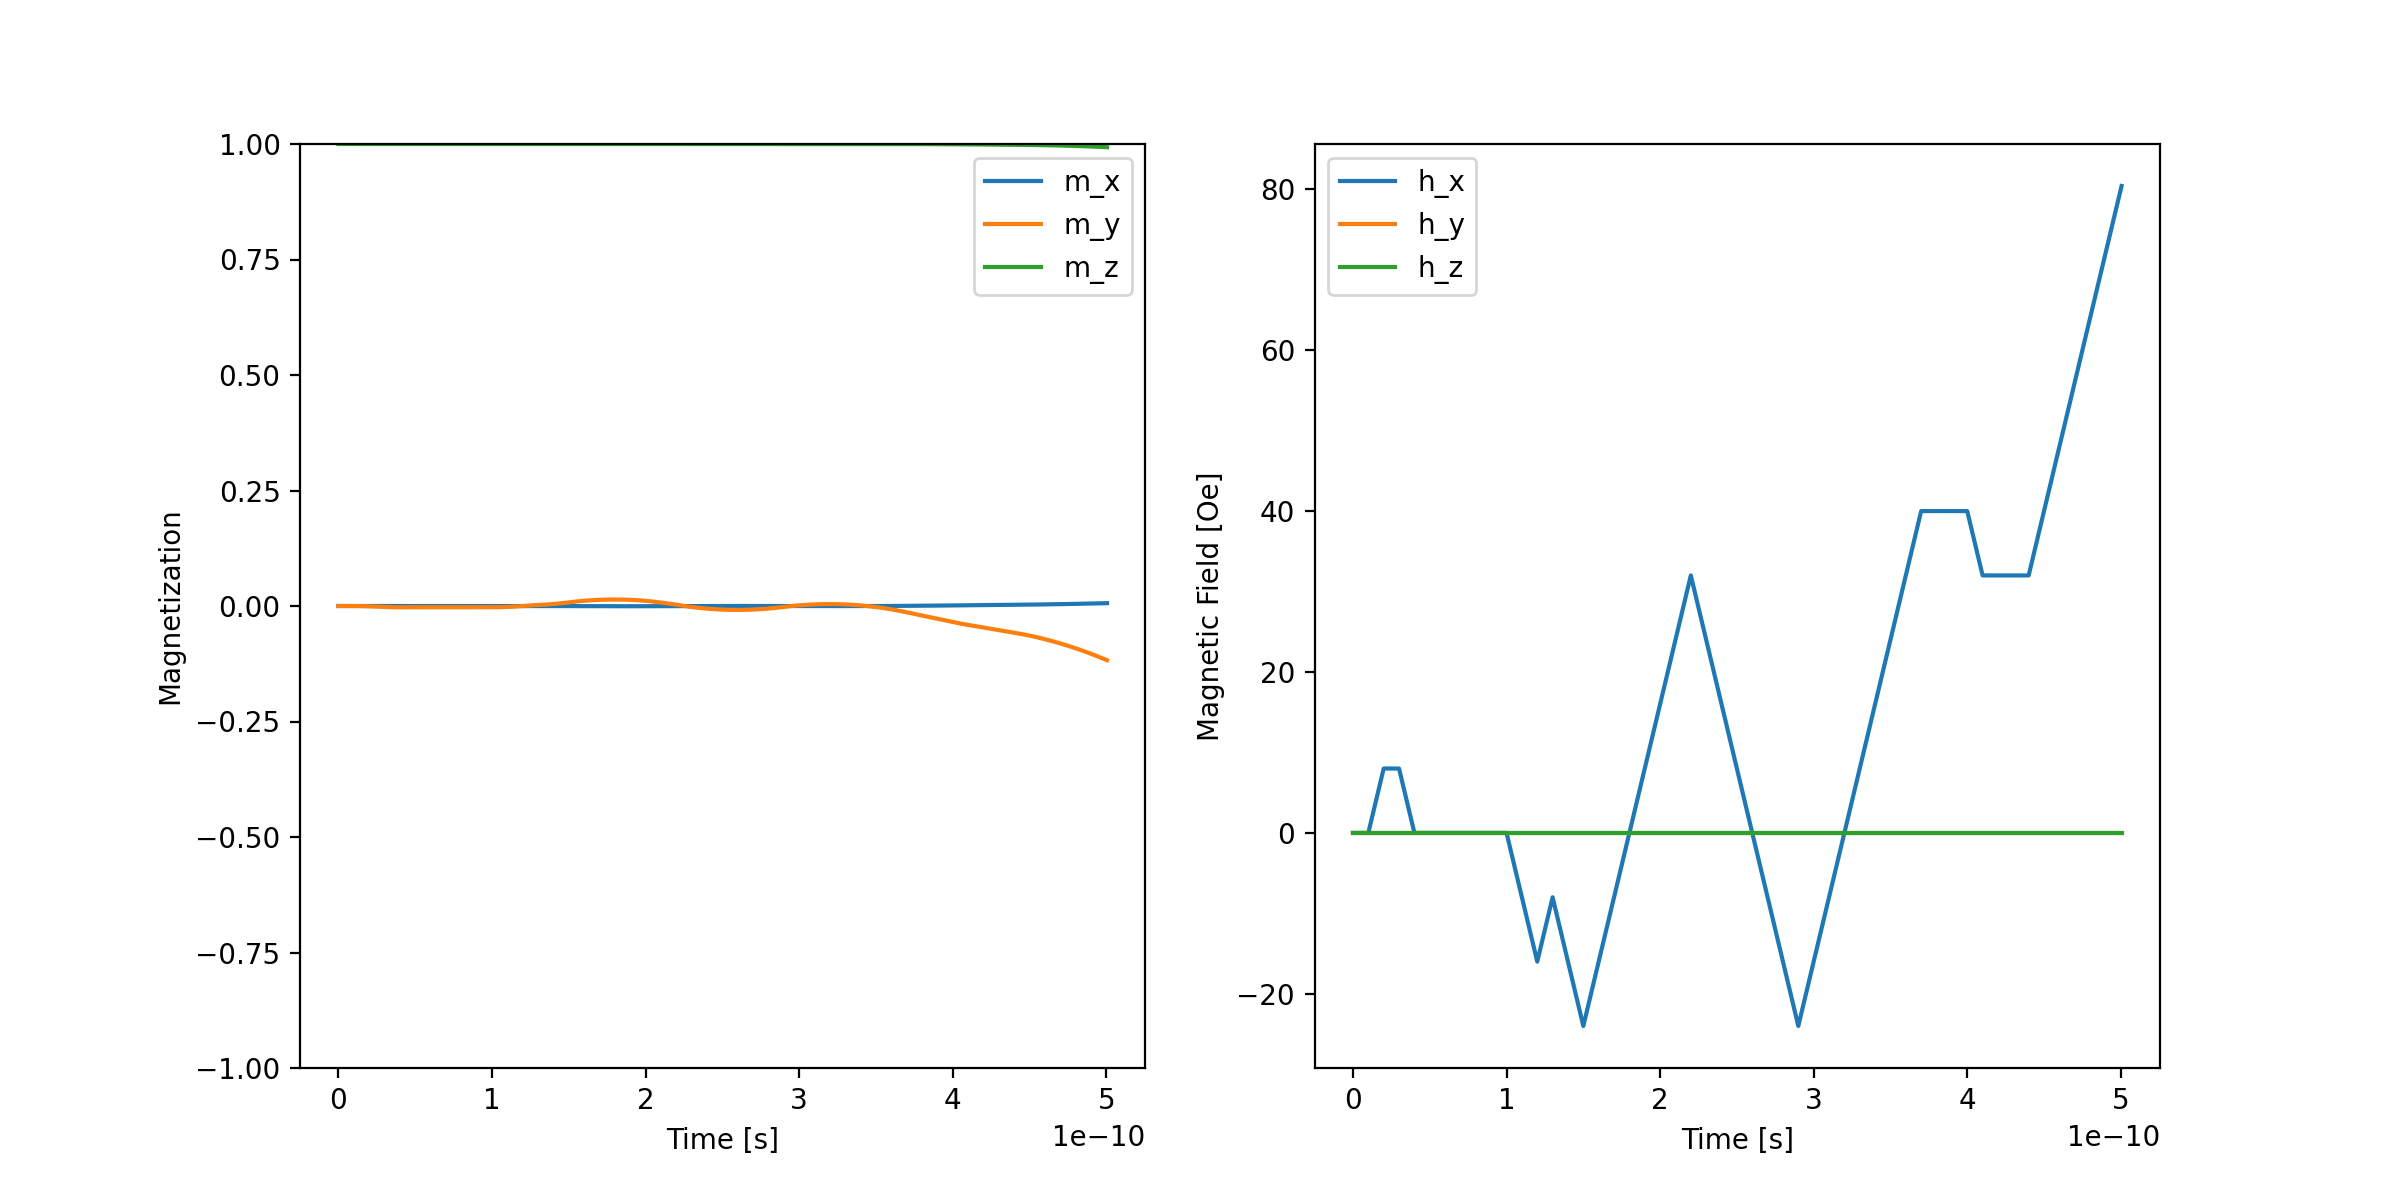 1.00
0.75
0.50
0.25
0.00
−0.25
−0.50
−0.75
−1.00
Magnetization
m_x
m_y
m_z
0 1 2 3 4 5
1e−10
Time [s]
80
60
40
20
0
−20
Magnetic Field [Oe]
h_x
h_y
h_z
0 1 2 3 4 5
1e−10
Time [s]